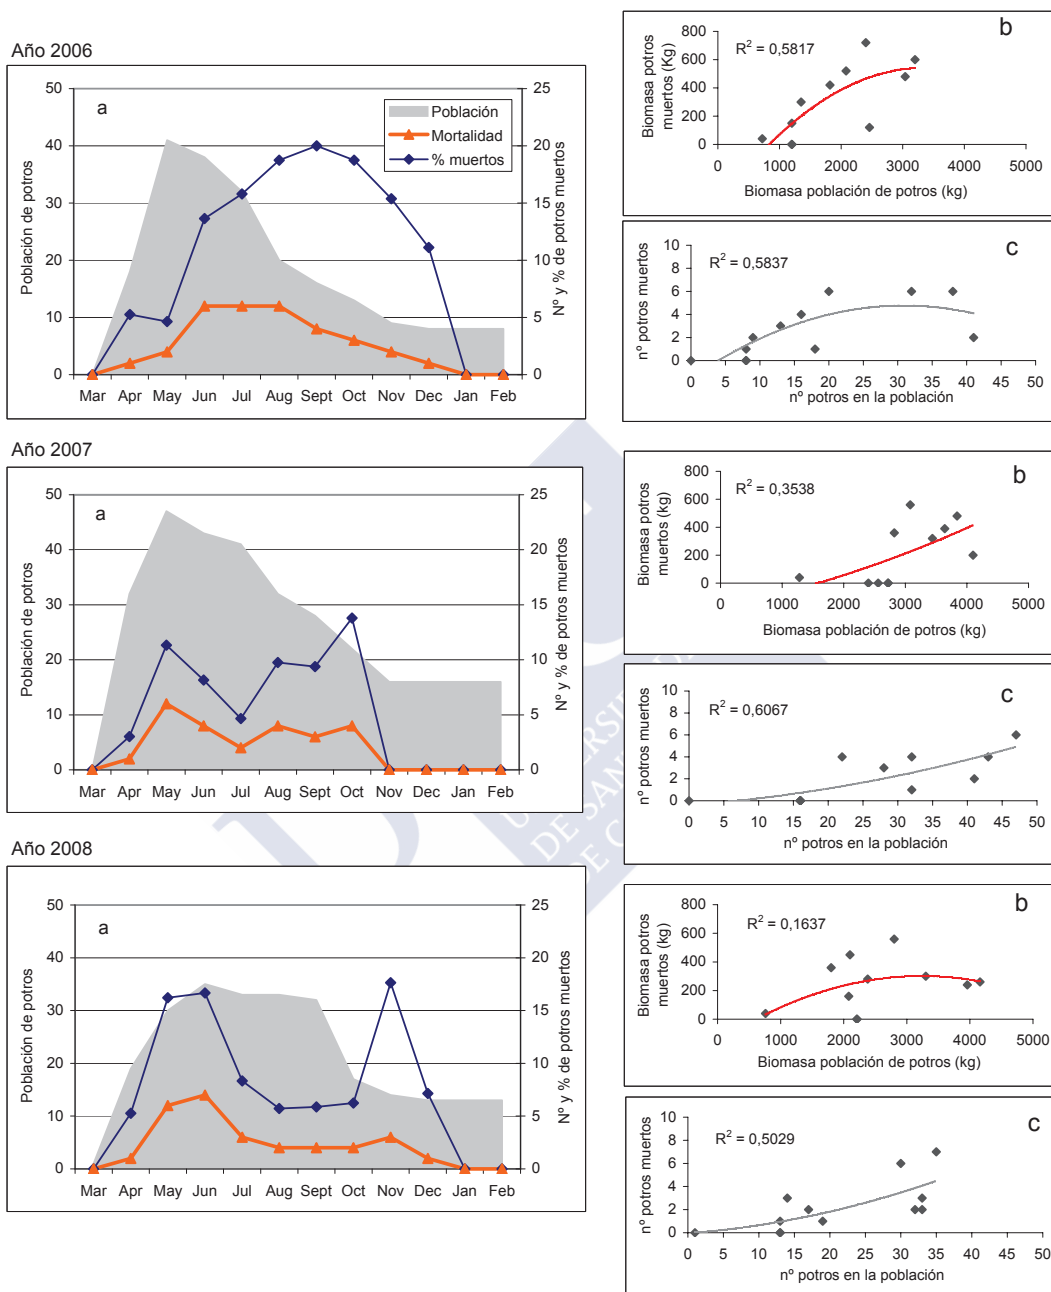 Año 2006
a
Población
Mortalidad
% muertos
50
40
30
20
10
0
25
20
15
10
5
0
Población de potros
Nº y % de potros muertos
Mar Apr May Jun Jul Aug Sept Oct Nov Dec Jan Feb
b
R² = 0,5817
800
600
400
200
0
Biomasa potros
muertos (Kg)
0 1000 2000 3000 4000 5000
Biomasa población de potros (kg)
c
R² = 0,5837
10
8
6
4
2
0
nº potros muertos
0 5 10 15 20 25 30 35 40 45 50
nº potros en la población
Año 2007
a
50
40
30
20
10
0
25
20
15
10
5
0
Población de potros
Nº y % de potros muertos
Mar Apr May Jun Jul Aug Sept Oct Nov Dec Jan Feb
b
R² = 0,3538
800
600
400
200
0
Biomasa potros
muertos (kg)
0 1000 2000 3000 4000 5000
Biomasa población de potros (kg)
c
R² = 0,6067
10
8
6
4
2
0
nº potros muertos
0 5 10 15 20 25 30 35 40 45 50
nº potros en la población
Año 2008
a
50
40
30
20
10
0
25
20
15
10
5
0
Población de potros
Nº y % de potros muertos
Mar Apr May Jun Jul Aug Sept Oct Nov Dec Jan Feb
b
R² = 0,1637
800
600
400
200
0
Biomasa potros
muertos (kg)
0 1000 2000 3000 4000 5000
Biomasa población de potros (kg)
c
R² = 0,5029
10
8
6
4
2
0
nº potros muertos
0 5 10 15 20 25 30 35 40 45 50
nº potros en la población